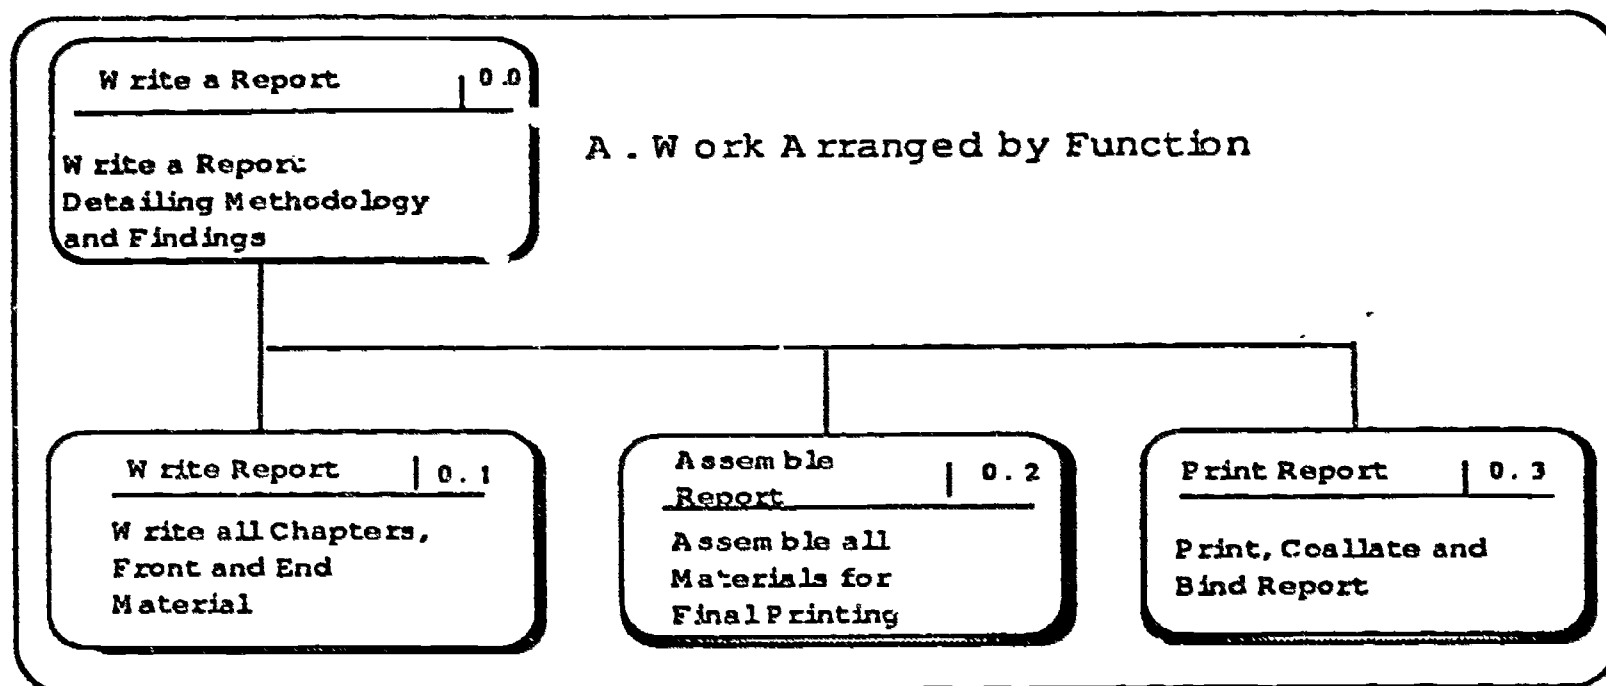 Write a Report | 0.0
Write a Report
Detailing Methodology
and Findings
A. Work Arranged by Function
Write Report | 0.1
Write all Chapters,
Front and End
Material
Assemble
Report | 0.2
Assemble all
Materials for
Final Printing
Print Report | 0.3
Print, Coallate and
Bind Report